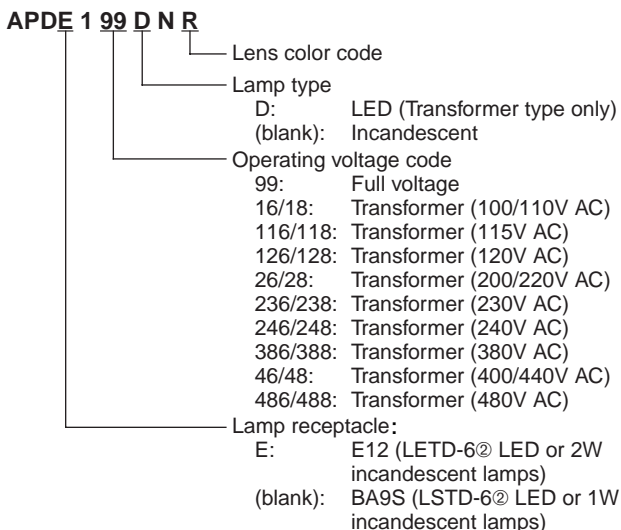 APDE 1 99 D N R
Lens color code
Lamp type
D: LED (Transformer type only)
(blank): Incandescent
Operating voltage code
99: Full voltage
16/18: Transformer (100/110V AC)
116/118: Transformer (115V AC)
126/128: Transformer (120V AC)
26/28: Transformer (200/220V AC)
236/238: Transformer (230V AC)
246/248: Transformer (240V AC)
386/388: Transformer (380V AC)
46/48: Transformer (400/440V AC)
486/488: Transformer (480V AC)
Lamp receptacle:
E: E12 (LETD-6② LED or 2W
incandescent lamps)
(blank): BA9S (LSTD-6② LED or 1W
incandescent lamps)